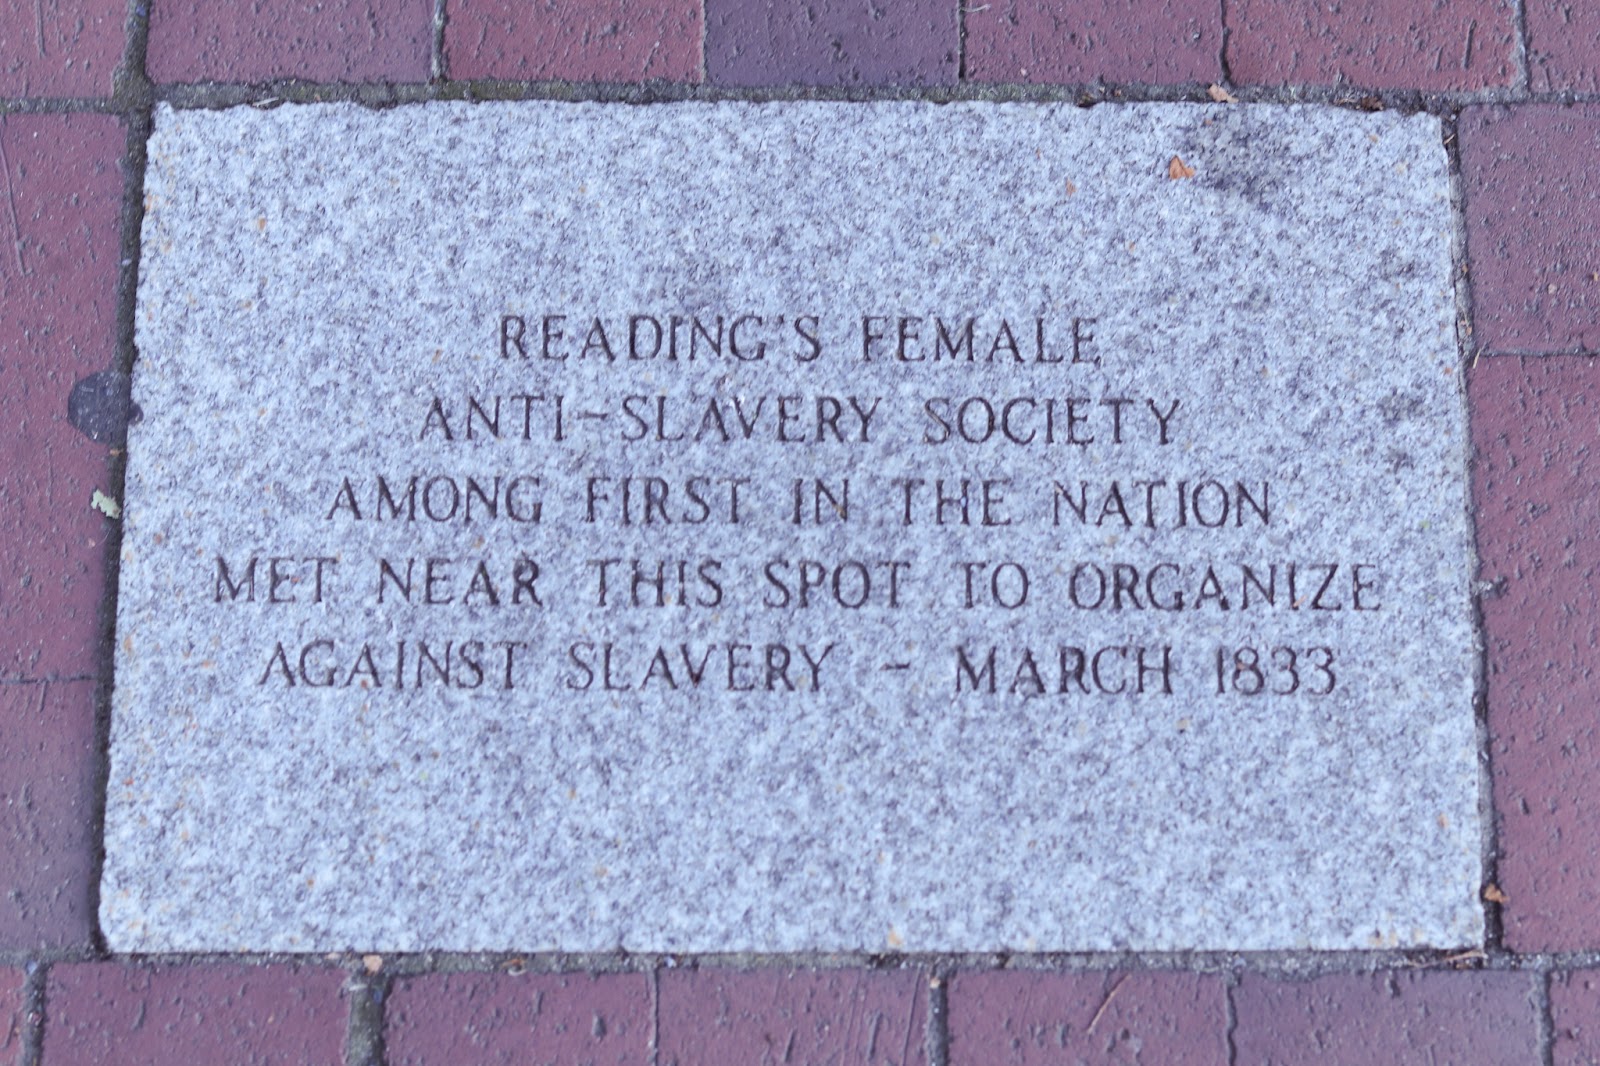 READING'S FEMALE
ANTI-SLAVERY SOCIETY
AMONG FIRST IN THE NATION
MET NEAR THIS SPOT TO ORGANIZE
AGAINST SLAVERY - MARCH 1833